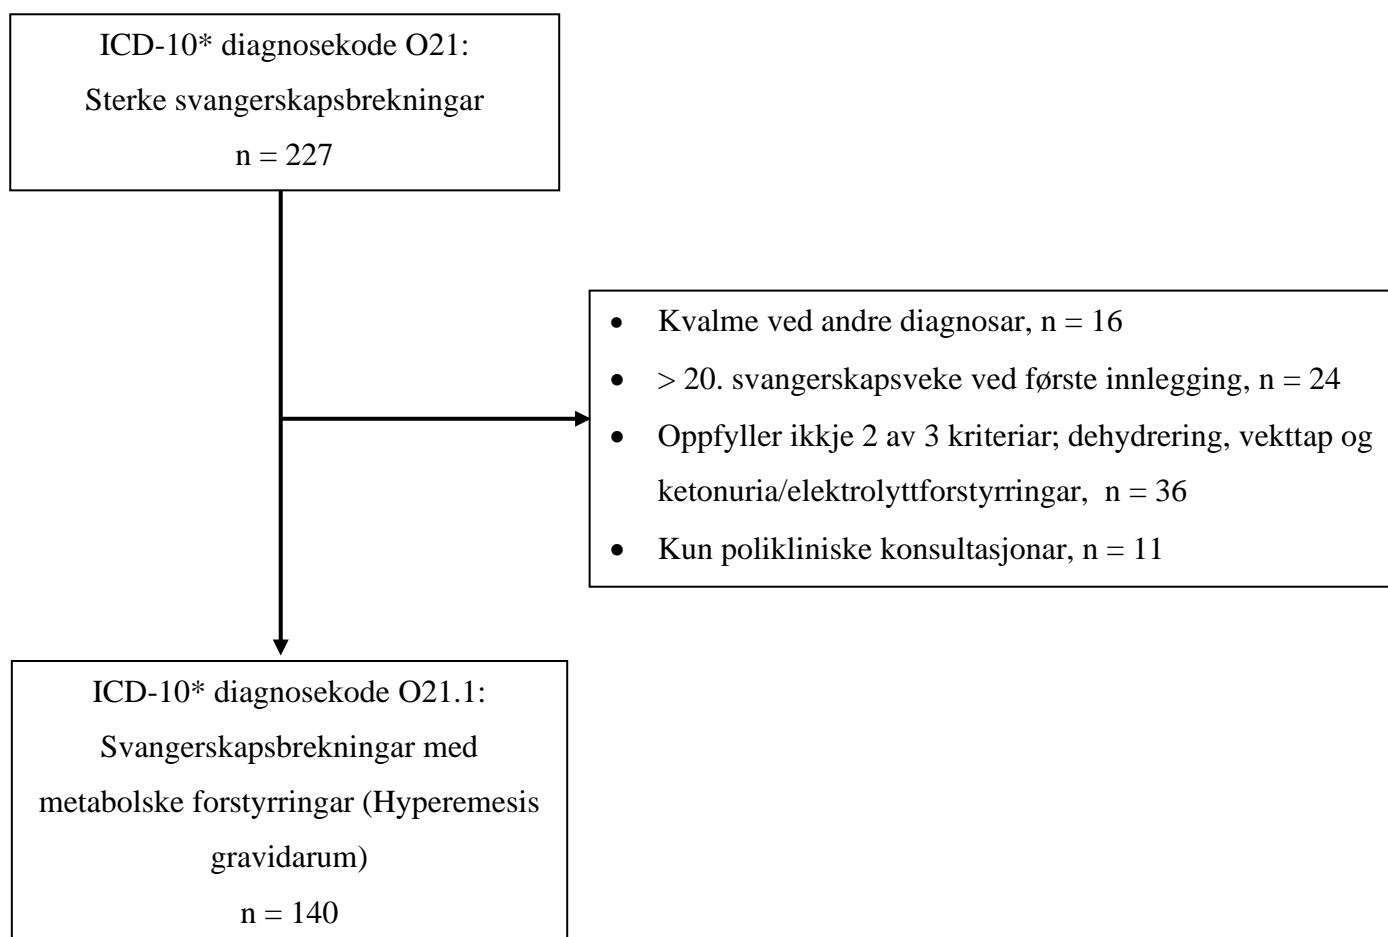 ICD-10* diagnosekode O21:
Sterke svangerskapsbrekningar
n = 227
• Kvalme ved andre diagnosar, n = 16
• > 20. svangerskapsveke ved første innlegging, n = 24
• Oppfyller ikkje 2 av 3 kriteriar; dehydrering, vekttap og
ketonuria/elektrolyttforstyrringar, n = 36
• Kun polikliniske konsultasjonar, n = 11
ICD-10* diagnosekode O21.1:
Svangerskapsbrekningar med
metabolske forstyrringar (Hyperemesis
gravidarum)
n = 140